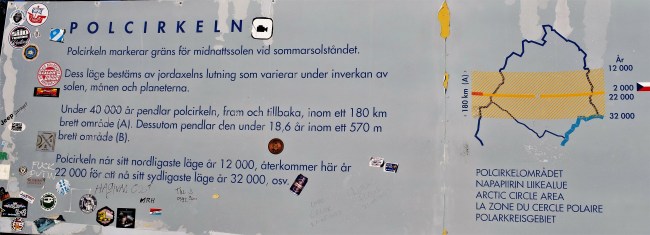 POLCIRKELN
Polcirkeln markerar gräns för midnattssolen vid sommarsolståndet.
Dess läge bestäms av jordaxelns lutning som varierar under inverkan av
solen, månen och planeterna.
Under 40 000 år pendlar polcirkeln, fram och tillbaka, inom ett 180 km
brett område (A). Dessutom pendlar den under 18,6 år inom ett 570 m
brett område (B).
Polcirkeln når sitt nordligaste läge år 12 000, återkommer här år
22 000 för att nå sitt sydligaste läge år 32 000, osv.
180 km (A)
År
12 000
2 000
22 000
32 000
POLCIRKELOMRÅDET
NAPAPIIRIN LIIKEALUE
ARCTIC CIRCLE AREA
LA ZONE DU CERCLE POLAIRE
POLARKREISGEBIET
Jeep
MRH